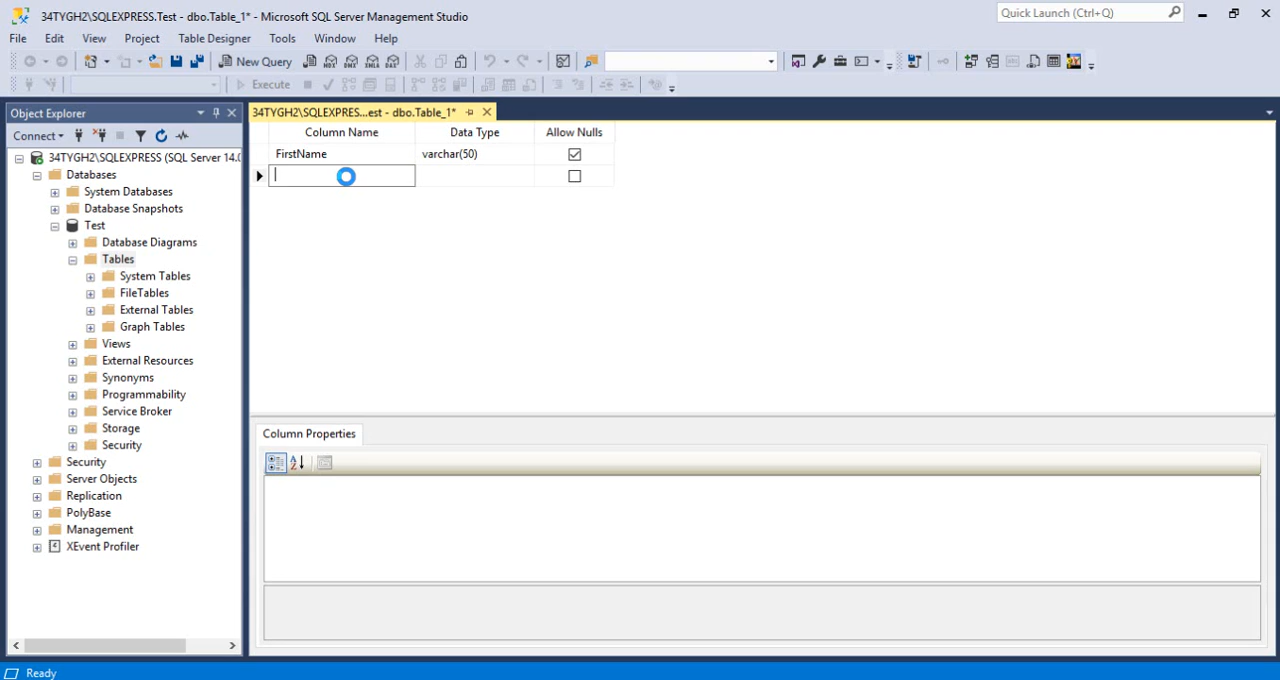 34TYGH2\SQLEXPRESS.Test - dbo.Table_1* - Microsoft SQL Server Management Studio
Quick Launch (Ctrl+Q)
File Edit View Project Table Designer Tools Window Help
New Query
Execute
Object Explorer
34TYGH2\SQLEXPRES...est - dbo.Table_1*
Connect
Column Name Data Type Allow Nulls
FirstName varchar(50)
34TYGH2\SQLEXPRESS (SQL Server 14.0
Databases
System Databases
Database Snapshots
Test
Database Diagrams
Tables
System Tables
FileTables
External Tables
Graph Tables
Views
External Resources
Synonyms
Programmability
Service Broker
Storage
Security
Security
Server Objects
Replication
PolyBase
Management
XEvent Profiler
Column Properties
Ready